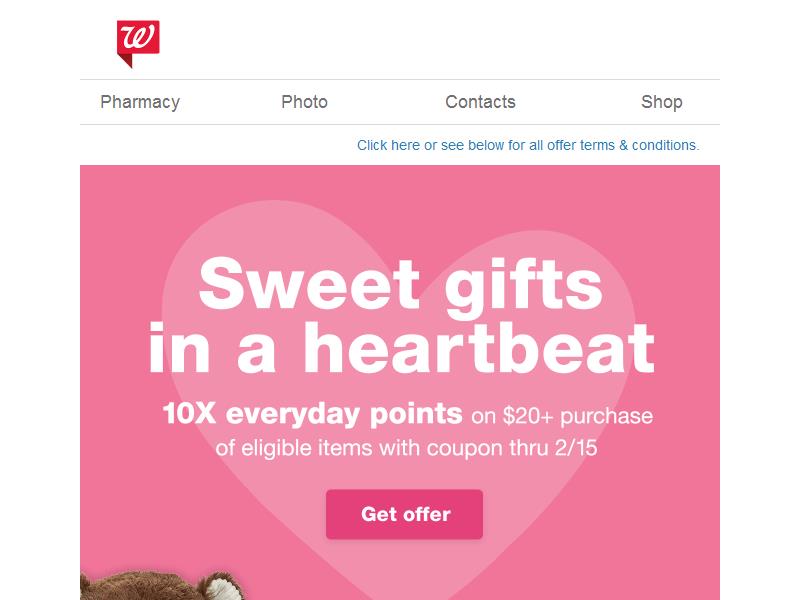 W
Pharmacy Photo Contacts Shop
Click here or see below for all offer terms & conditions.
Sweet gifts
in a heartbeat
10X everyday points on $20+ purchase
of eligible items with coupon thru 2/15
Get offer